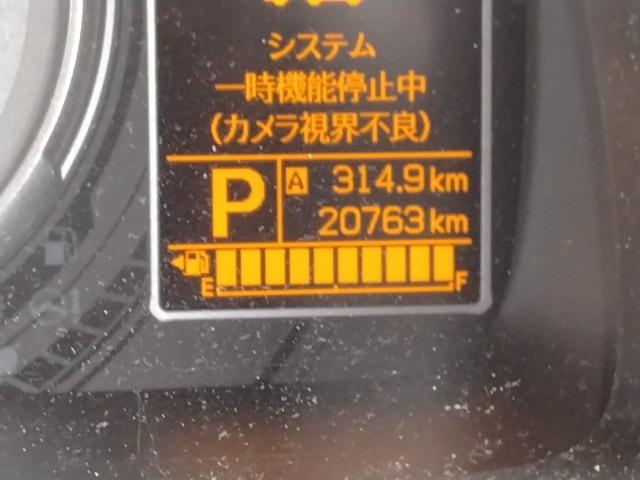 システム
一時機能停止中
(カメラ視界不良)
P
A 314.9km
20763km
E F